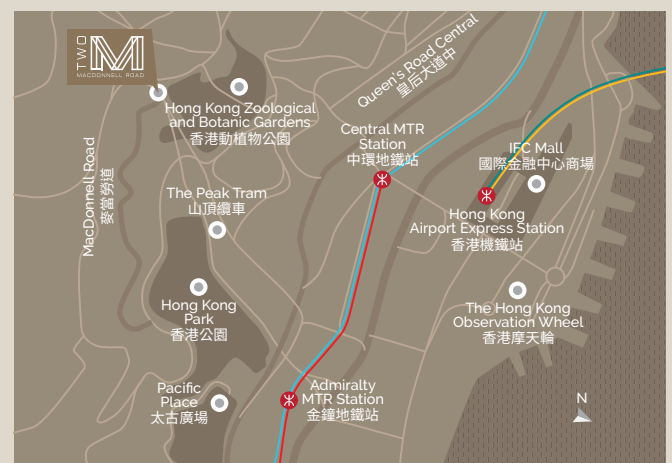 TWO
M
MACDONNELL ROAD
Hong Kong Zoological
and Botanic Gardens
香港動植物公園
Queen's Road Central
皇后大道中
Central MTR
Station
中環地鐵站
IFC Mall
國際金融中心商場
MacDonnell Road
麥當勞道
The Peak Tram
山頂纜車
Hong Kong
Airport Express Station
香港機鐵站
Hong Kong
Park
香港公園
The Hong Kong
Observation Wheel
香港摩天輪
Pacific
Place
太古廣場
Admiralty
MTR Station
金鐘地鐵站
N